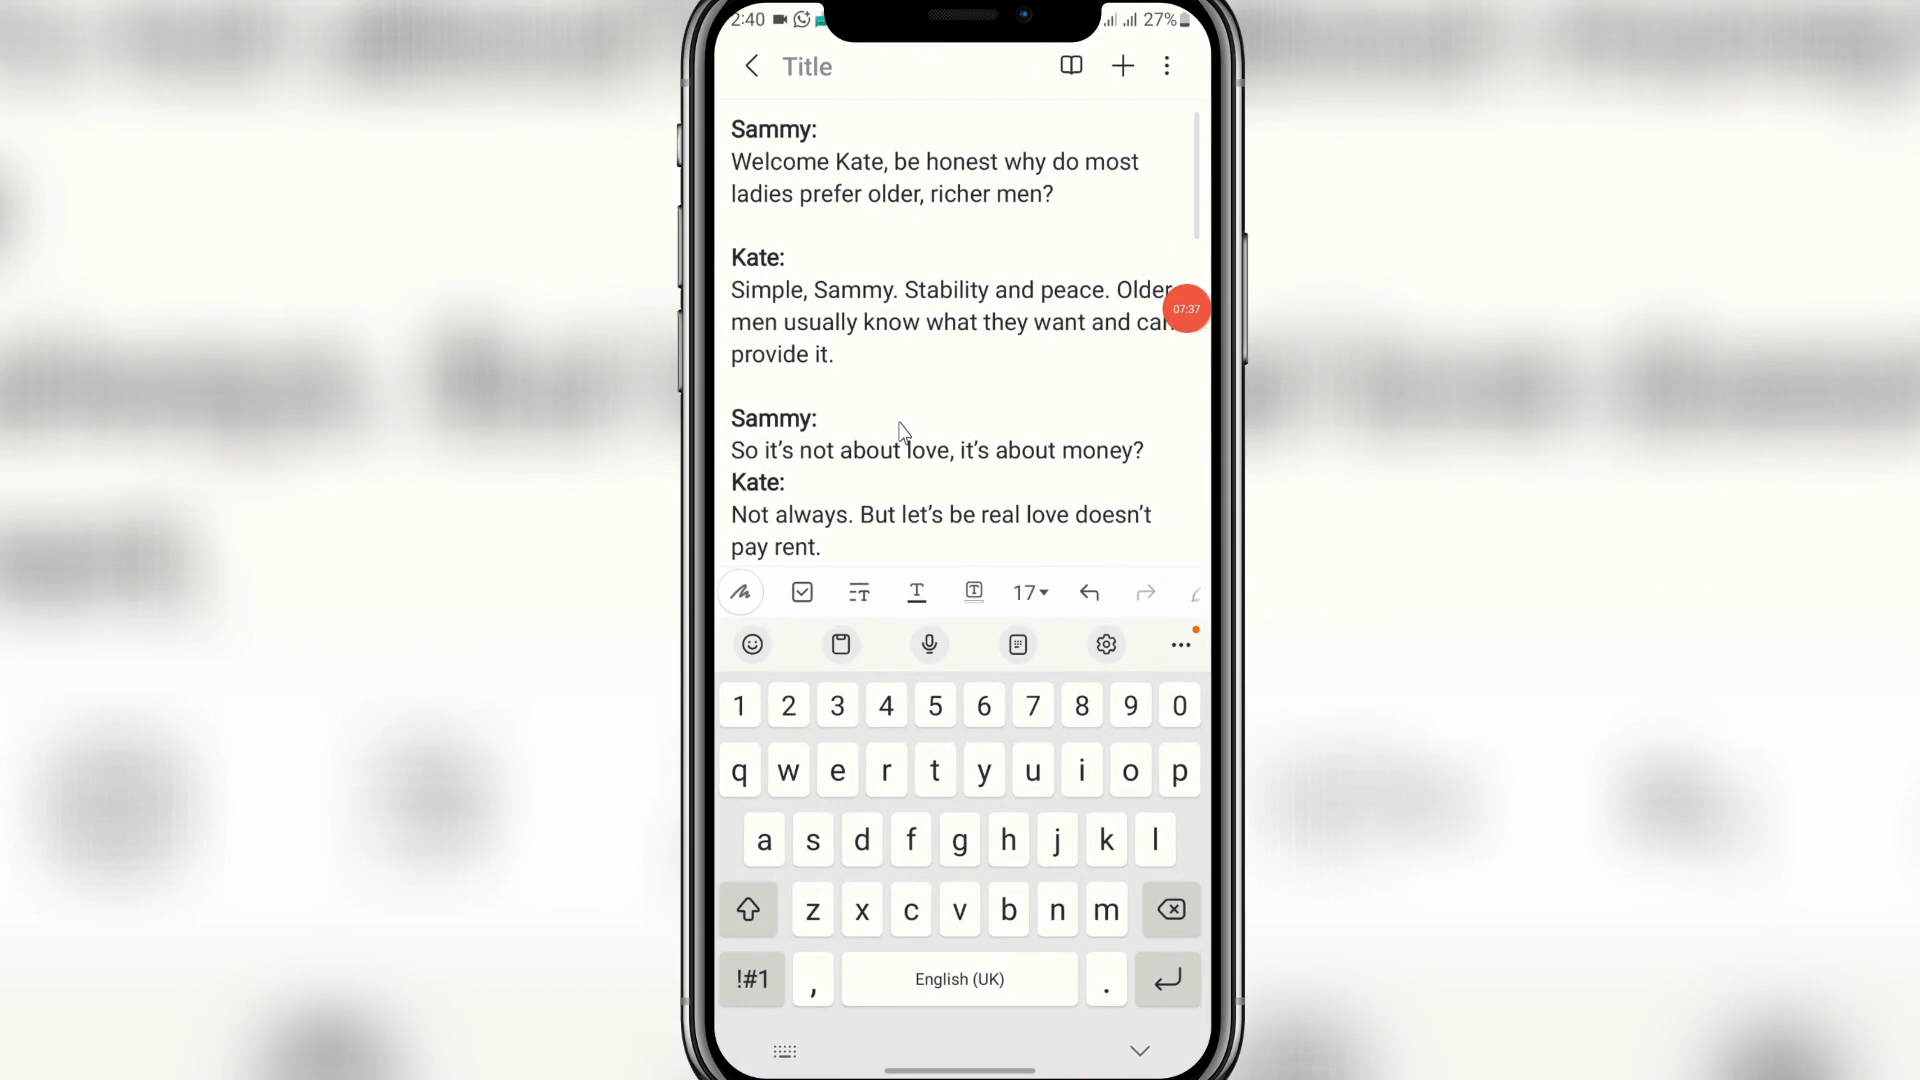 2:40
27%
Title
Sammy:
Welcome Kate, be honest why do most
ladies prefer older, richer men?
Kate:
Simple, Sammy. Stability and peace. Older
07:37
men usually know what they want and can
provide it.
Sammy:
So it’s not about love, it’s about money?
Kate:
Not always. But let’s be real love doesn’t
pay rent.
17
1 2 3 4 5 6 7 8 9 0
q w e r t y u i o p
a s d f g h j k l
z x c v b n m
!#1 , English (UK) .